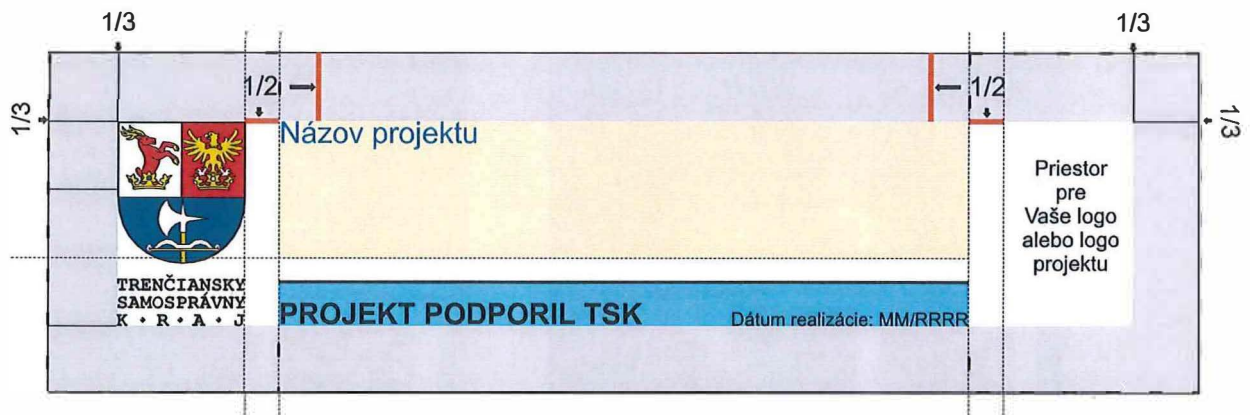 1/3
1/3
1/2
1/2
1/3
1/3
Názov projektu
Priestor
pre
Vaše logo
alebo logo
projektu
TRENČIANSKY
SAMOSPRÁVNY
K · R · A · J
PROJEKT PODPORIL TSK
Dátum realizácie: MM/RRRR